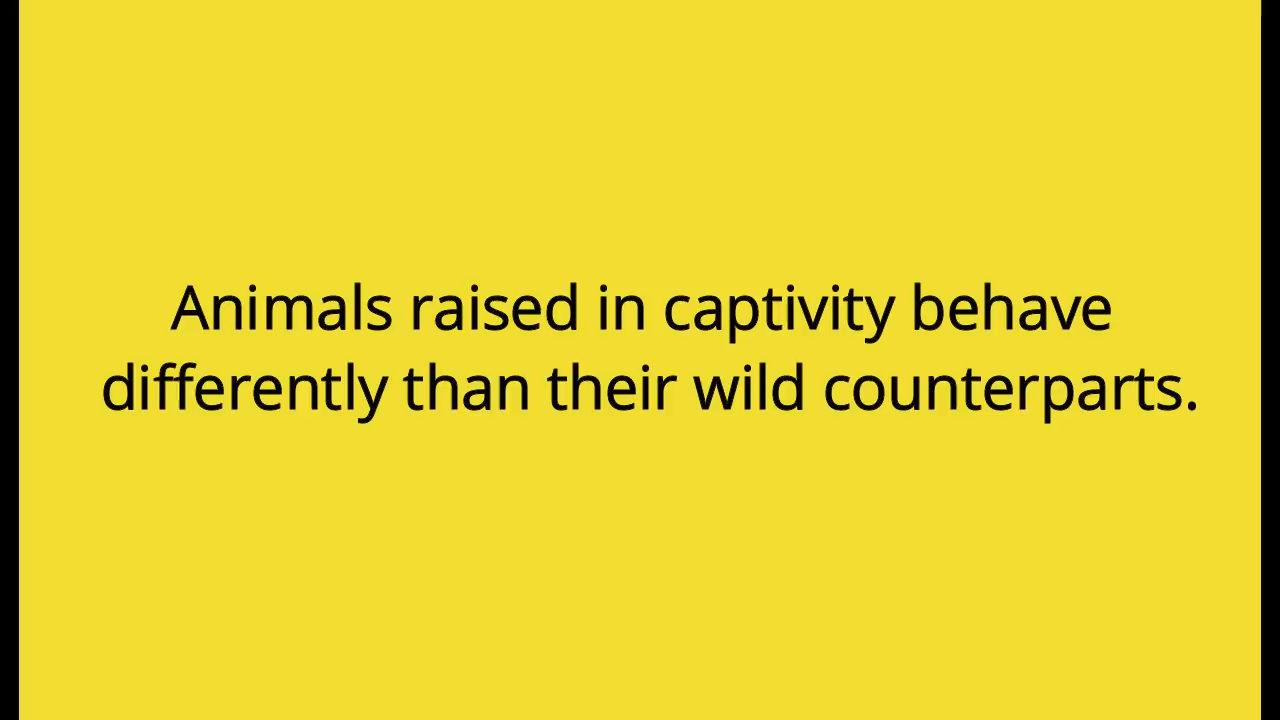 Animals raised in captivity behave
differently than their wild counterparts.